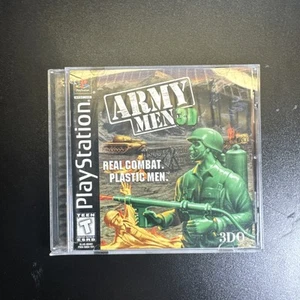 PlayStation
ARMY
MEN 3D
REAL COMBAT.
PLASTIC MEN.
TEEN
T
3DO